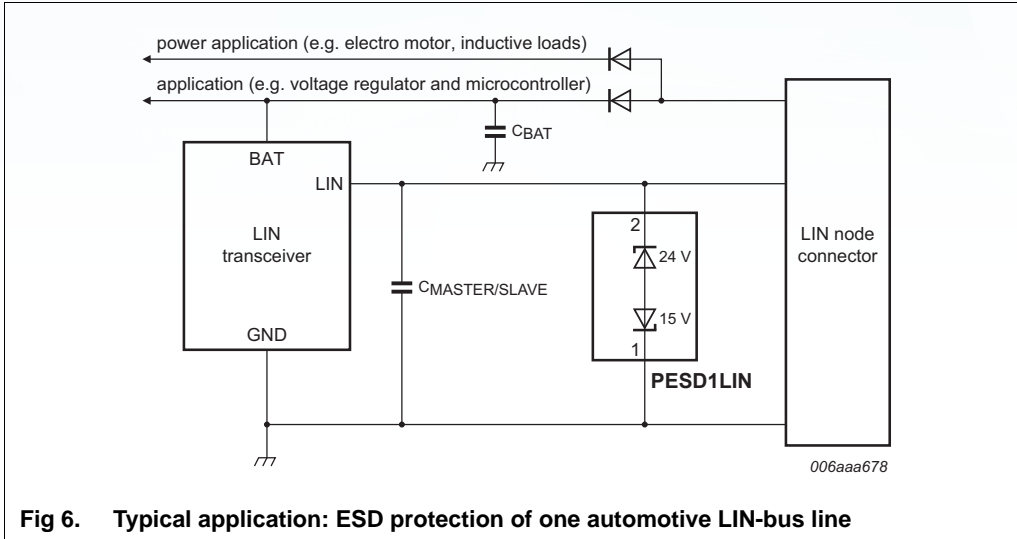 power application (e.g. electro motor, inductive loads)
application (e.g. voltage regulator and microcontroller)
CBAT
BAT
LIN
LIN
transceiver
GND
CMASTER/SLAVE
2
24 V
15 V
1
PESD1LIN
LIN node
connector
006aaa678
Fig 6. Typical application: ESD protection of one automotive LIN-bus line